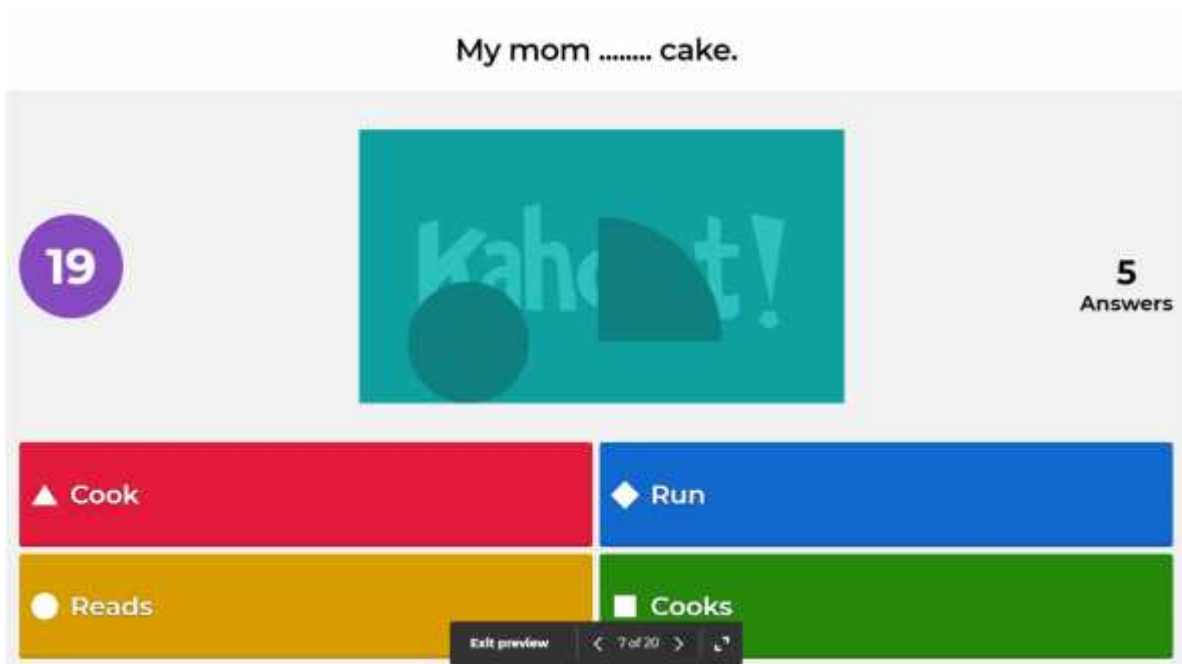 My mom ........ cake.
Kahoot!
19
5
Answers
Cook
Run
Reads
Cooks
Exit preview
7 of 20